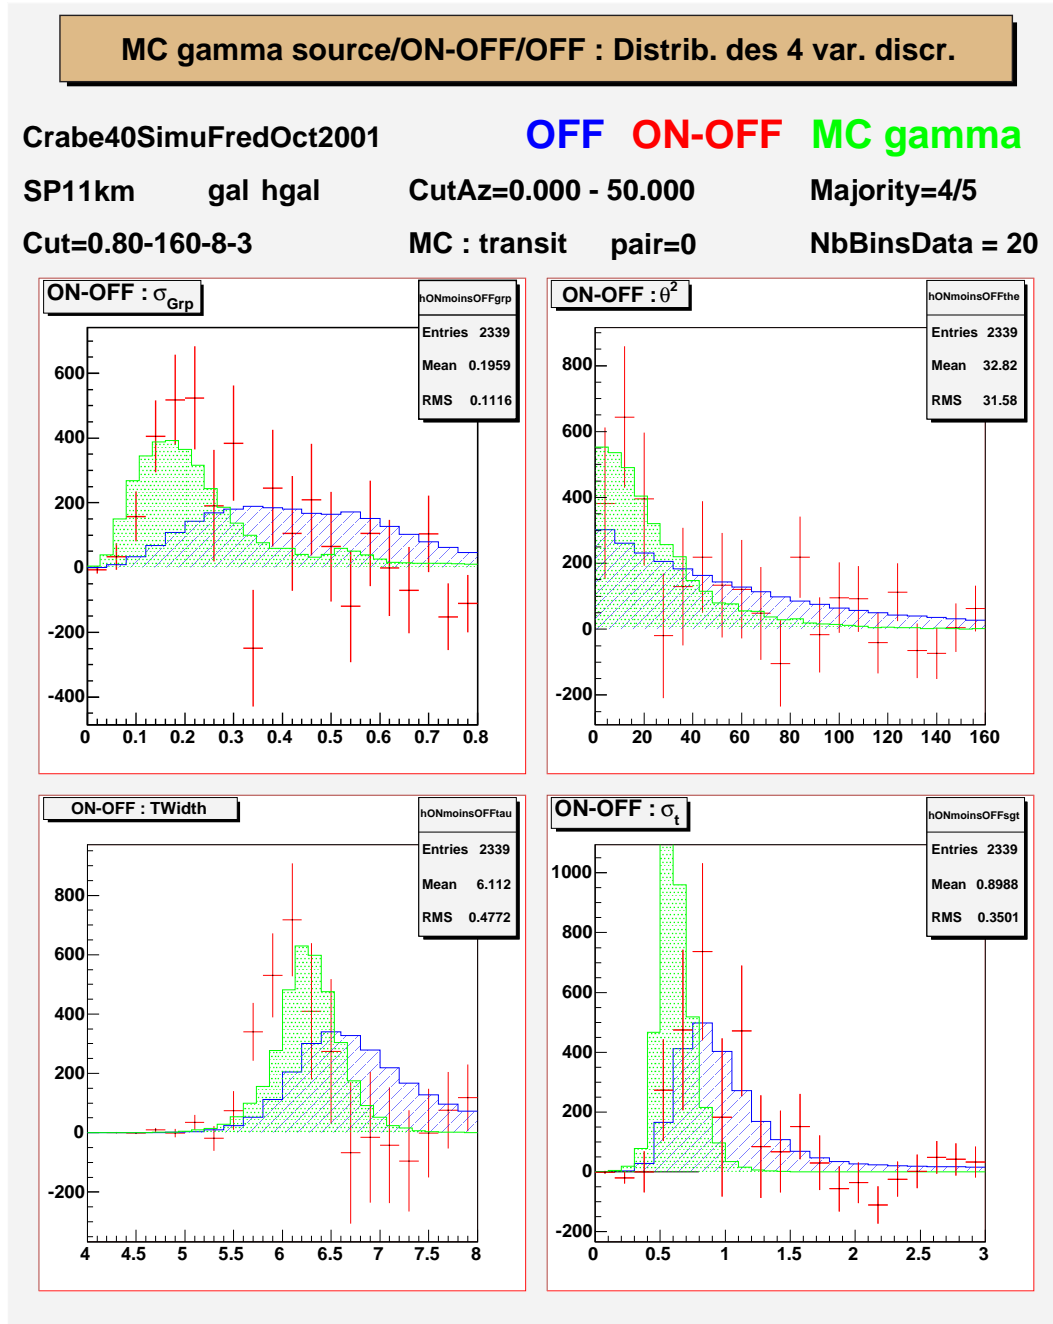 MC gamma source/ON-OFF/OFF : Distrib. des 4 var. discr.
Crabe40SimuFredOct2001 OFF ON-OFF MC gamma
SP11km gal hgal CutAz=0.000 - 50.000 Majority=4/5
Cut=0.80-160-8-3 MC : transit pair=0 NbBinsData = 20
ON-OFF : σGrp
hONmoinsOFFgrp
Entries 2339
Mean 0.1959
RMS 0.1116
600
400
200
0
-200
-400
0 0.1 0.2 0.3 0.4 0.5 0.6 0.7 0.8
ON-OFF : θ²
hONmoinsOFFthe
Entries 2339
Mean 32.82
RMS 31.58
800
600
400
200
0
-200
0 20 40 60 80 100 120 140 160
ON-OFF : TWidth
hONmoinsOFFtau
Entries 2339
Mean 6.112
RMS 0.4772
800
600
400
200
0
-200
4 4.5 5 5.5 6 6.5 7 7.5 8
ON-OFF : σt
hONmoinsOFFsgt
Entries 2339
Mean 0.8988
RMS 0.3501
1000
800
600
400
200
0
-200
0 0.5 1 1.5 2 2.5 3